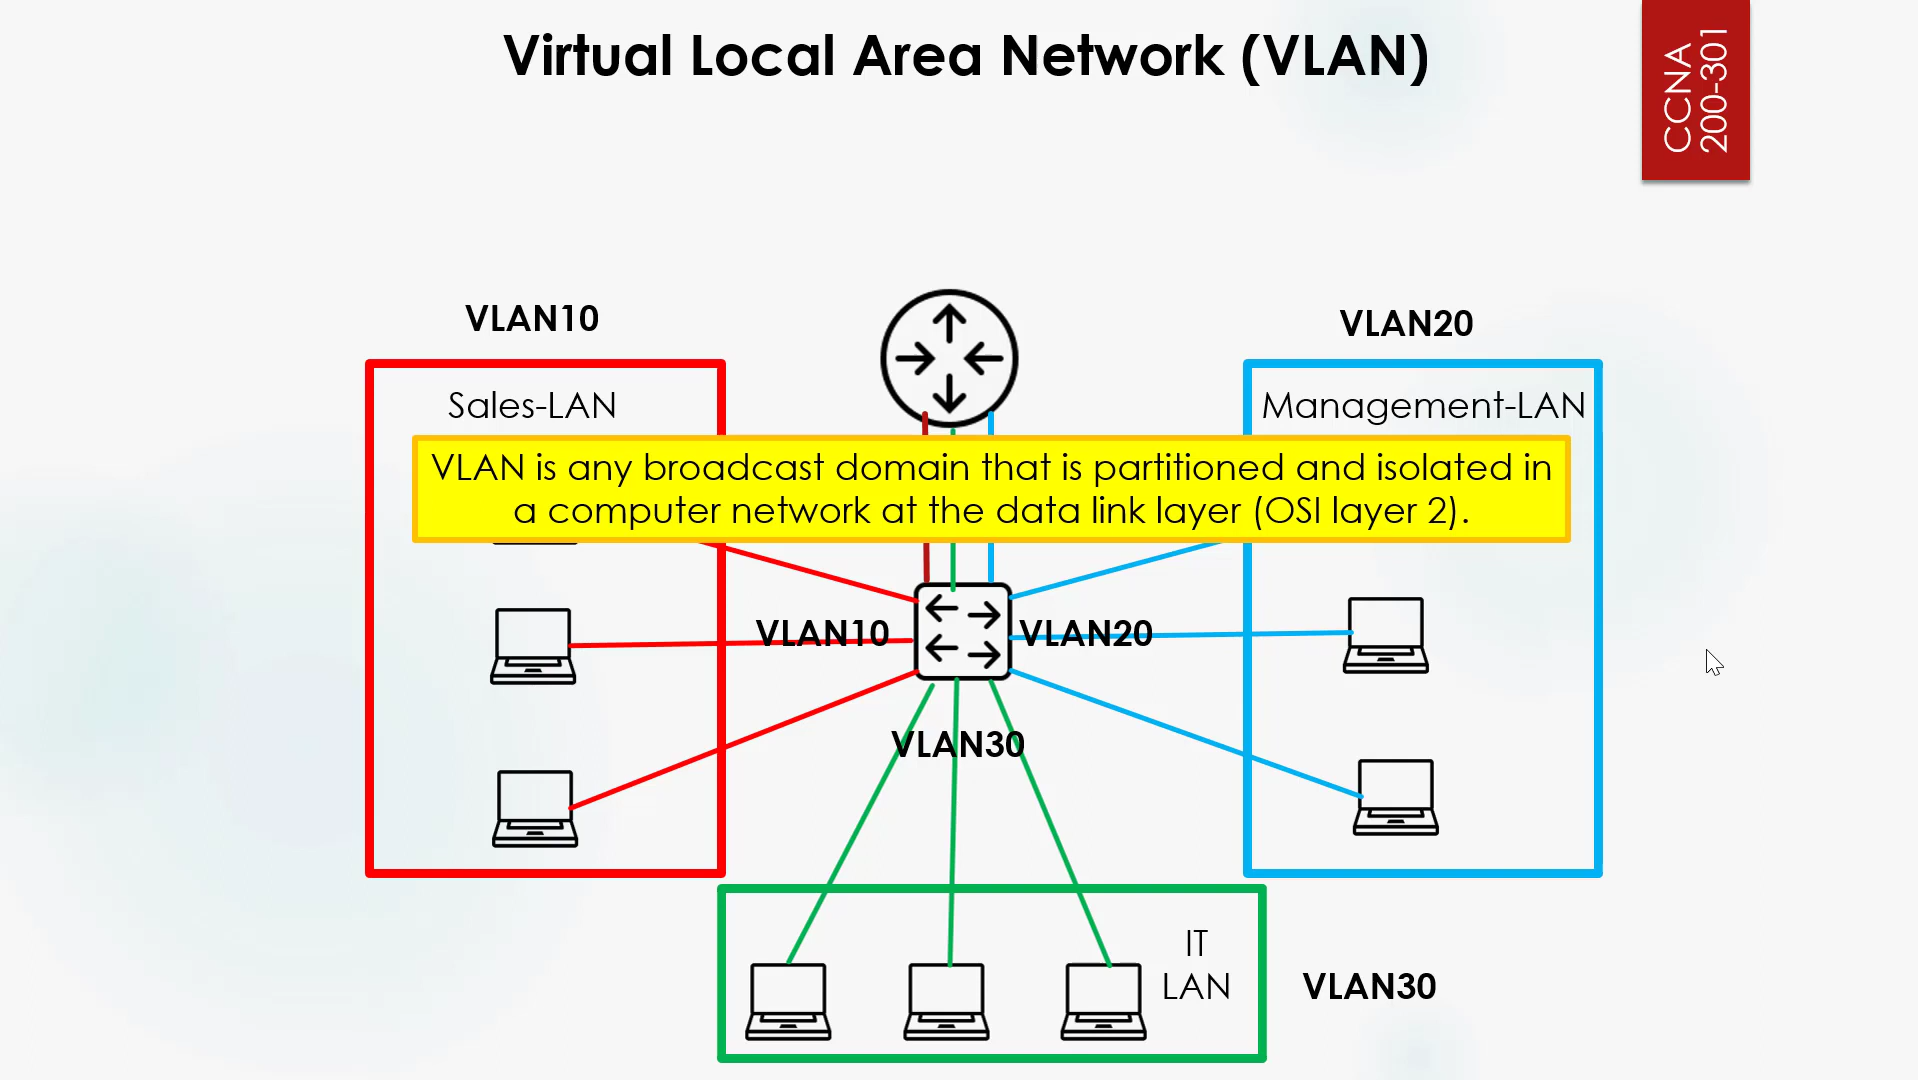 Virtual Local Area Network (VLAN)
CCNA
200-301
VLAN10
VLAN20
Sales-LAN
Management-LAN
VLAN is any broadcast domain that is partitioned and isolated in
a computer network at the data link layer (OSI layer 2).
VLAN10
VLAN20
VLAN30
IT
LAN
VLAN30